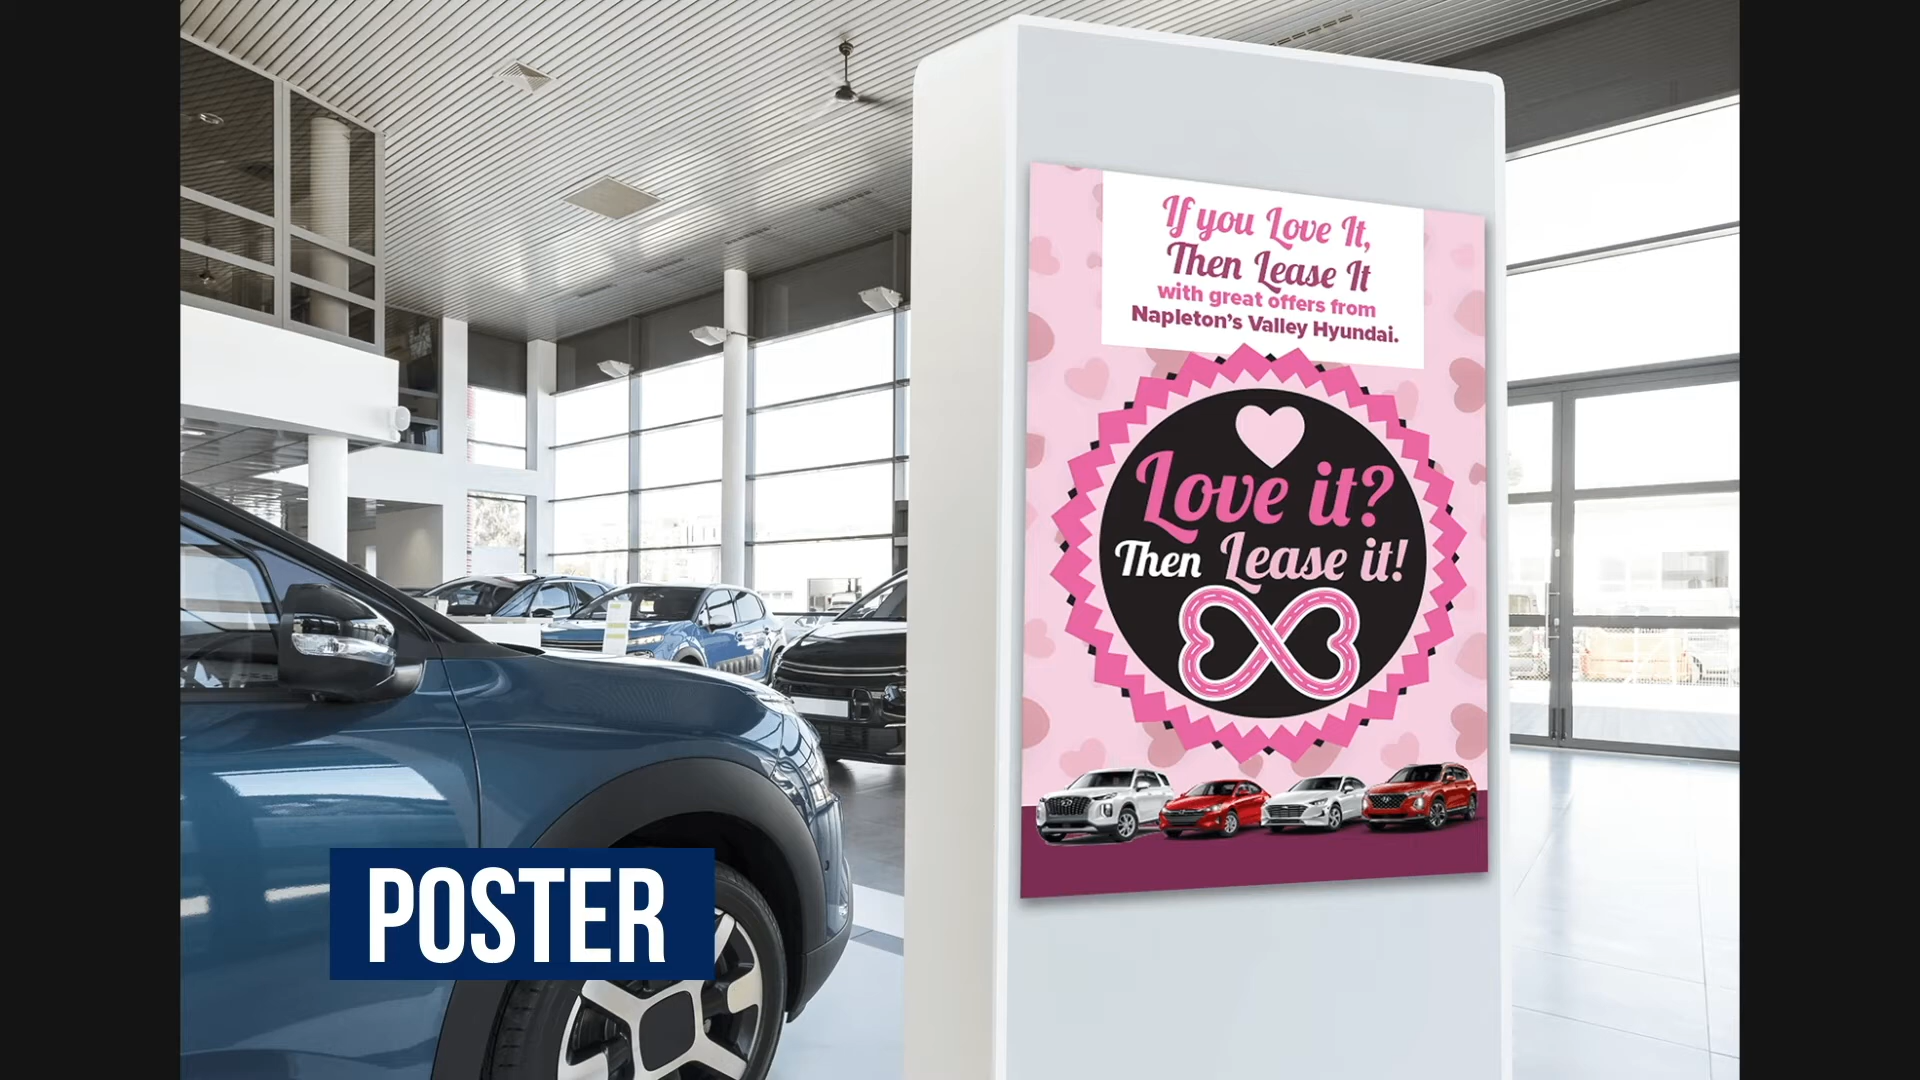 If you Love It,
Then Lease It
with great offers from
Napleton's Valley Hyundai.
Love it?
Then Lease it!
POSTER